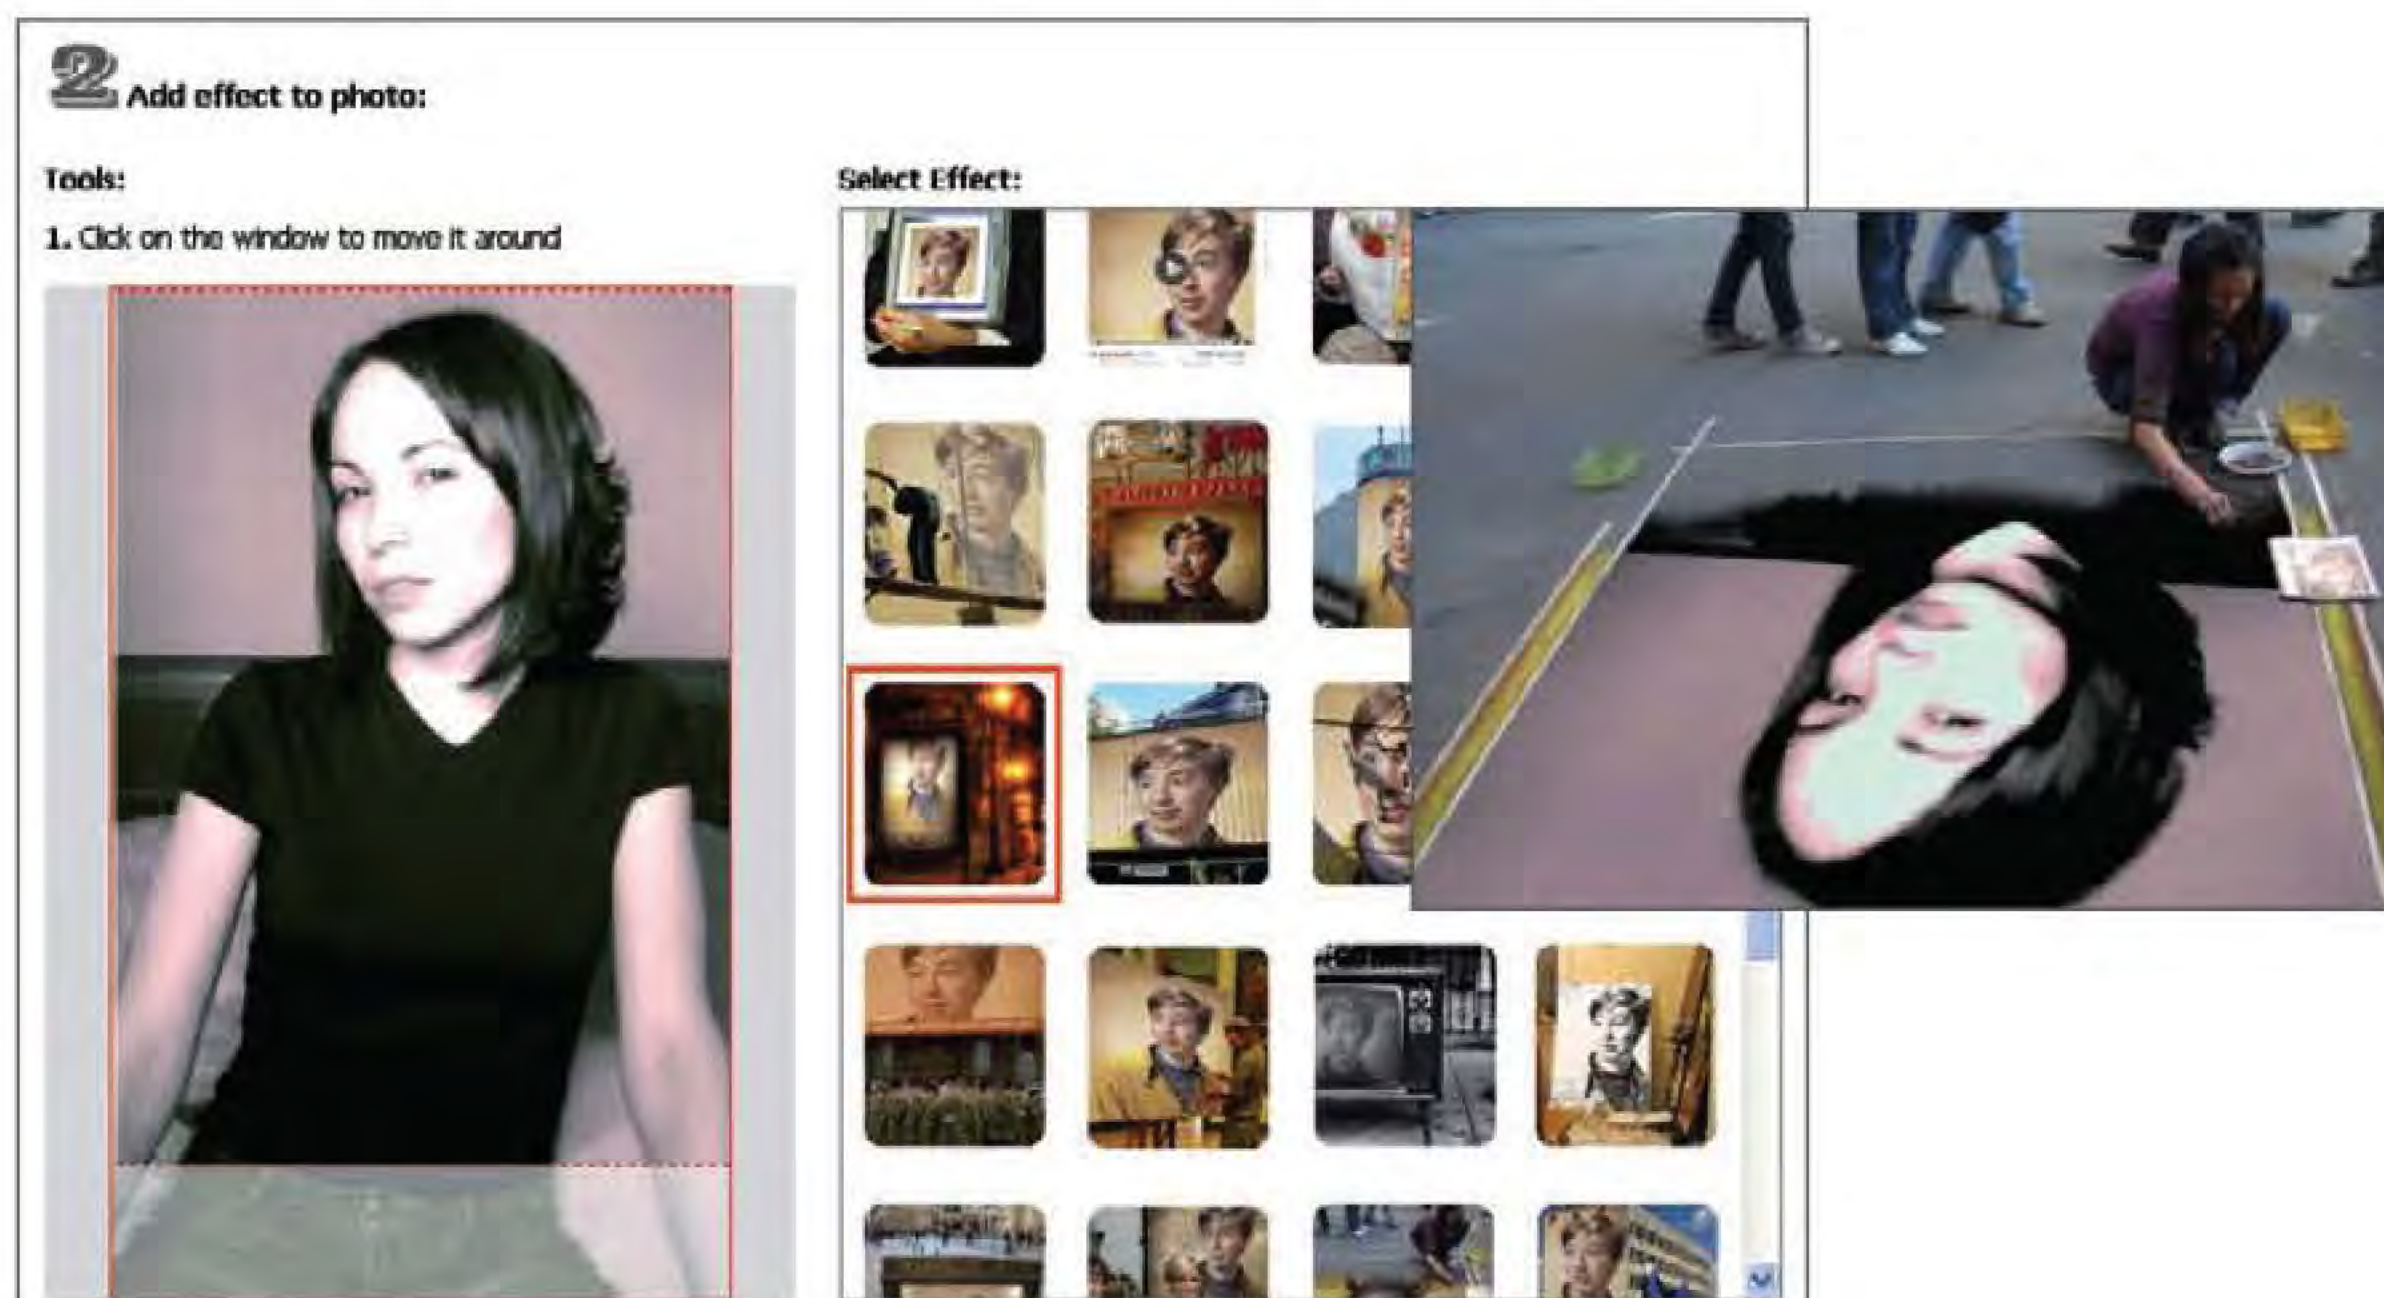 2 Add effect to photo:
Tools:
Select Effect:
1. Click on the window to move it around